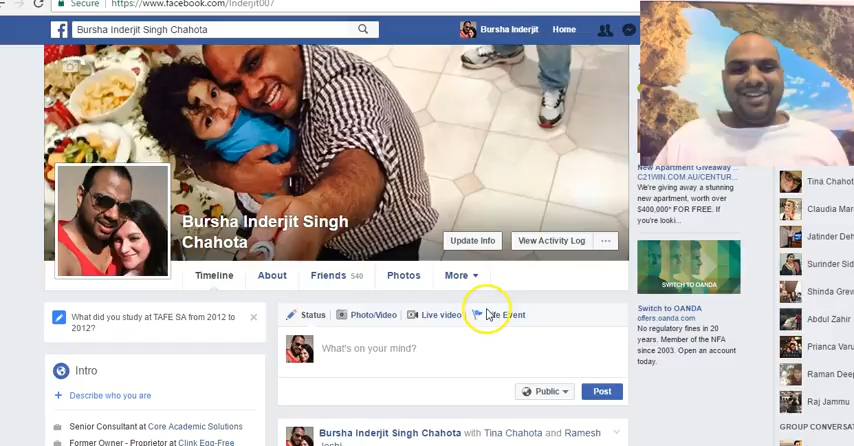 Secure
https://www.facebook.com/Inderjit007
Bursha Inderjit Singh Chahota
Bursha Inderjit
Home
Bursha Inderjit Singh
Chahota
Update Info
View Activity Log
Timeline
About
Friends 540
Photos
More
What did you study at TAFE SA from 2012 to
2012?
Intro
Describe who you are
Senior Consultant at Core Academic Solutions
Former Owner - Proprietor at Clink Egg-Free
Status
Photo/Video
Live video
Event
What's on your mind?
Public
Post
Bursha Inderjit Singh Chahota with Tina Chahota and Ramesh
Joshi
New Apartment Giveaway ...
C21WIN.COM.AU/CENTUR...
We're giving away a stunning
new apartment, worth over
$400,000* FOR FREE. If
you're looki...
SWITCH TO OANDA
Switch to OANDA
offers.oanda.com
No regulatory fines in 20
years. Member of the NFA
since 2003. Open an account
today.
Tina Chahota
Claudia Mar
Jatinder Deh
Surinder Sid
Shinda Grew
Abdul Zahir
Prianca Varu
Raman Deep
Raj Jammu
GROUP CONVERSAT